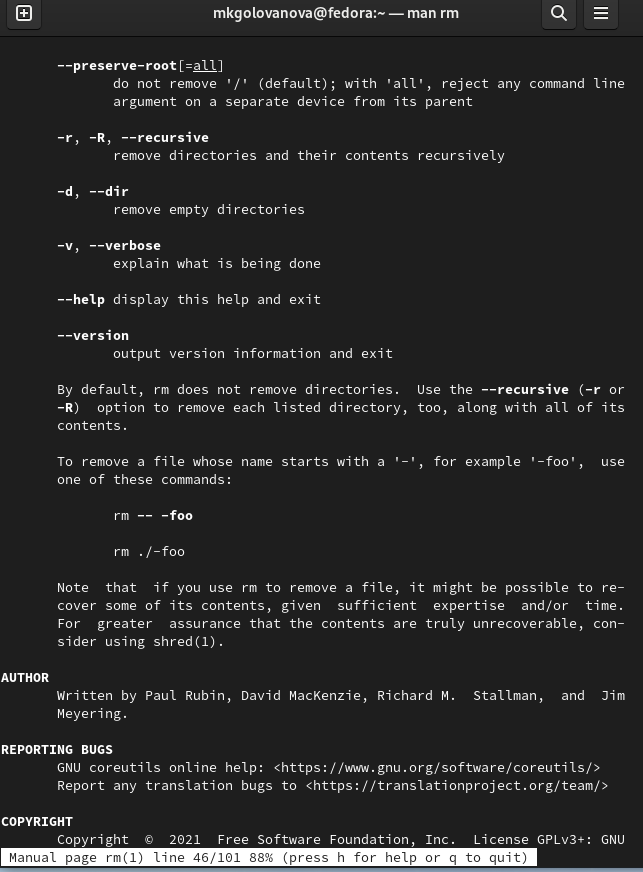 mkgolovanova@fedora:~ — man rm
--preserve-root[=all]
do not remove '/' (default); with 'all', reject any command line
argument on a separate device from its parent
-r, -R, --recursive
remove directories and their contents recursively
-d, --dir
remove empty directories
-v, --verbose
explain what is being done
--help display this help and exit
--version
output version information and exit
By default, rm does not remove directories.  Use the --recursive (-r or
-R)  option to remove each listed directory, too, along with all of its
contents.
To remove a file whose name starts with a '-', for example '-foo',  use
one of these commands:
rm -- -foo
rm ./-foo
Note  that  if you use rm to remove a file, it might be possible to re-
cover some of its contents, given  sufficient  expertise  and/or  time.
For  greater  assurance that the contents are truly unrecoverable, con-
sider using shred(1).
AUTHOR
Written by Paul Rubin, David MacKenzie, Richard M.  Stallman,  and  Jim
Meyering.
REPORTING BUGS
GNU coreutils online help: <https://www.gnu.org/software/coreutils/>
Report any translation bugs to <https://translationproject.org/team/>
COPYRIGHT
Copyright  ©  2021  Free Software Foundation, Inc.  License GPLv3+: GNU
Manual page rm(1) line 46/101 88% (press h for help or q to quit)